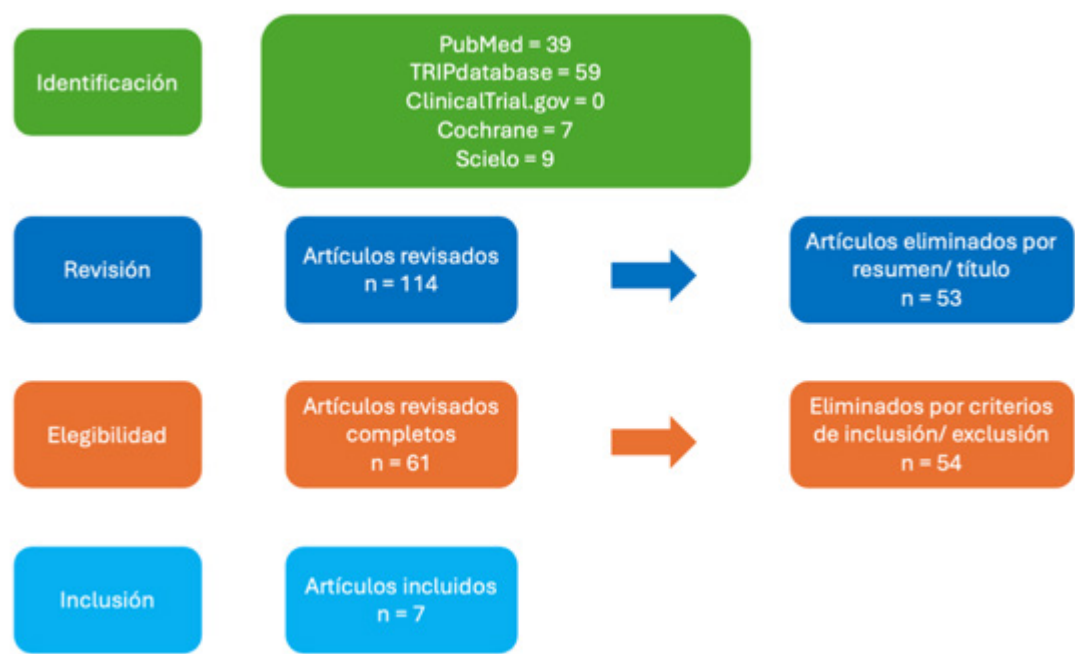 Identificación
PubMed = 39
TRIPdatabase = 59
ClinicalTrial.gov = 0
Cochrane = 7
Scielo = 9
Revisión
Artículos revisados
n = 114
Artículos eliminados por
resumen/ título
n = 53
Elegibilidad
Artículos revisados
completos
n = 61
Eliminados por criterios
de inclusión/ exclusión
n = 54
Inclusión
Artículos incluidos
n = 7